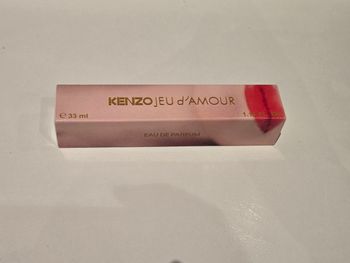 KENZO JEU d'AMOUR
℮ 33 ml
EAU DE PARFUM